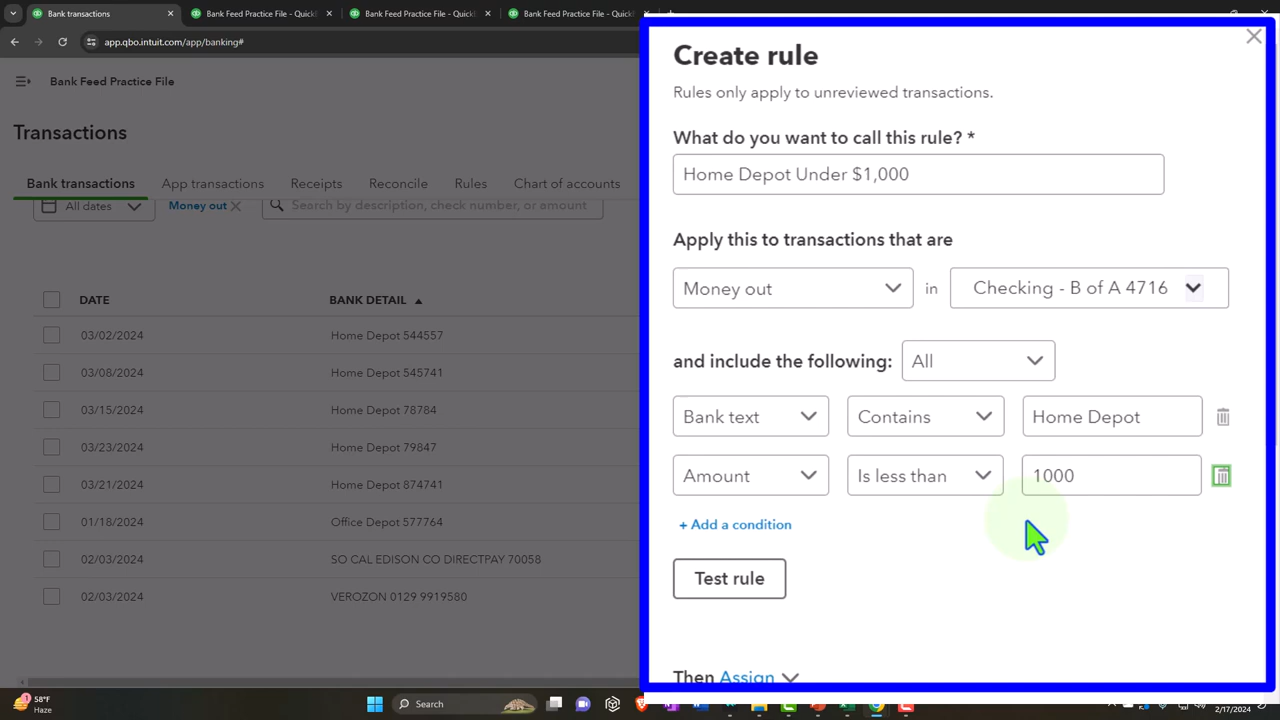 Bank transactions
Bank Feed Practice File - Quickl
Bank Feed Practice File - Quickl
Bank Feed Practice File - Quickl
app.qbo.intuit.com/app/banking#
Bank Feed Practice File
Transactions
Bank transactions App transactions Receipts Reconcile Rules Chart of accounts
All dates Money out Search by description, check number, or amount
DATE BANK DETAIL
03/02/2024 Home Depot 544557
03/08/2024 Home Depot 545741
03/15/2024 Home Depot 78784
03/23/2024 Home Depot 79847
03/21/2024 Home Depot 874741
01/18/2024 Office Depot 577764
02/03/2024 SO CAL EDISON CO DIRECTPAY 70058
02/03/2024 VEROZON 0129 9919580
Create rule
Rules only apply to unreviewed transactions.
What do you want to call this rule? *
Home Depot Under $1,000
Apply this to transactions that are
Money out in Checking - B of A 4716
and include the following: All
Bank text Contains Home Depot
Amount Is less than 1000
+ Add a condition
Test rule
Then Assign
1 58°F
Haze
Search
2/17/2024